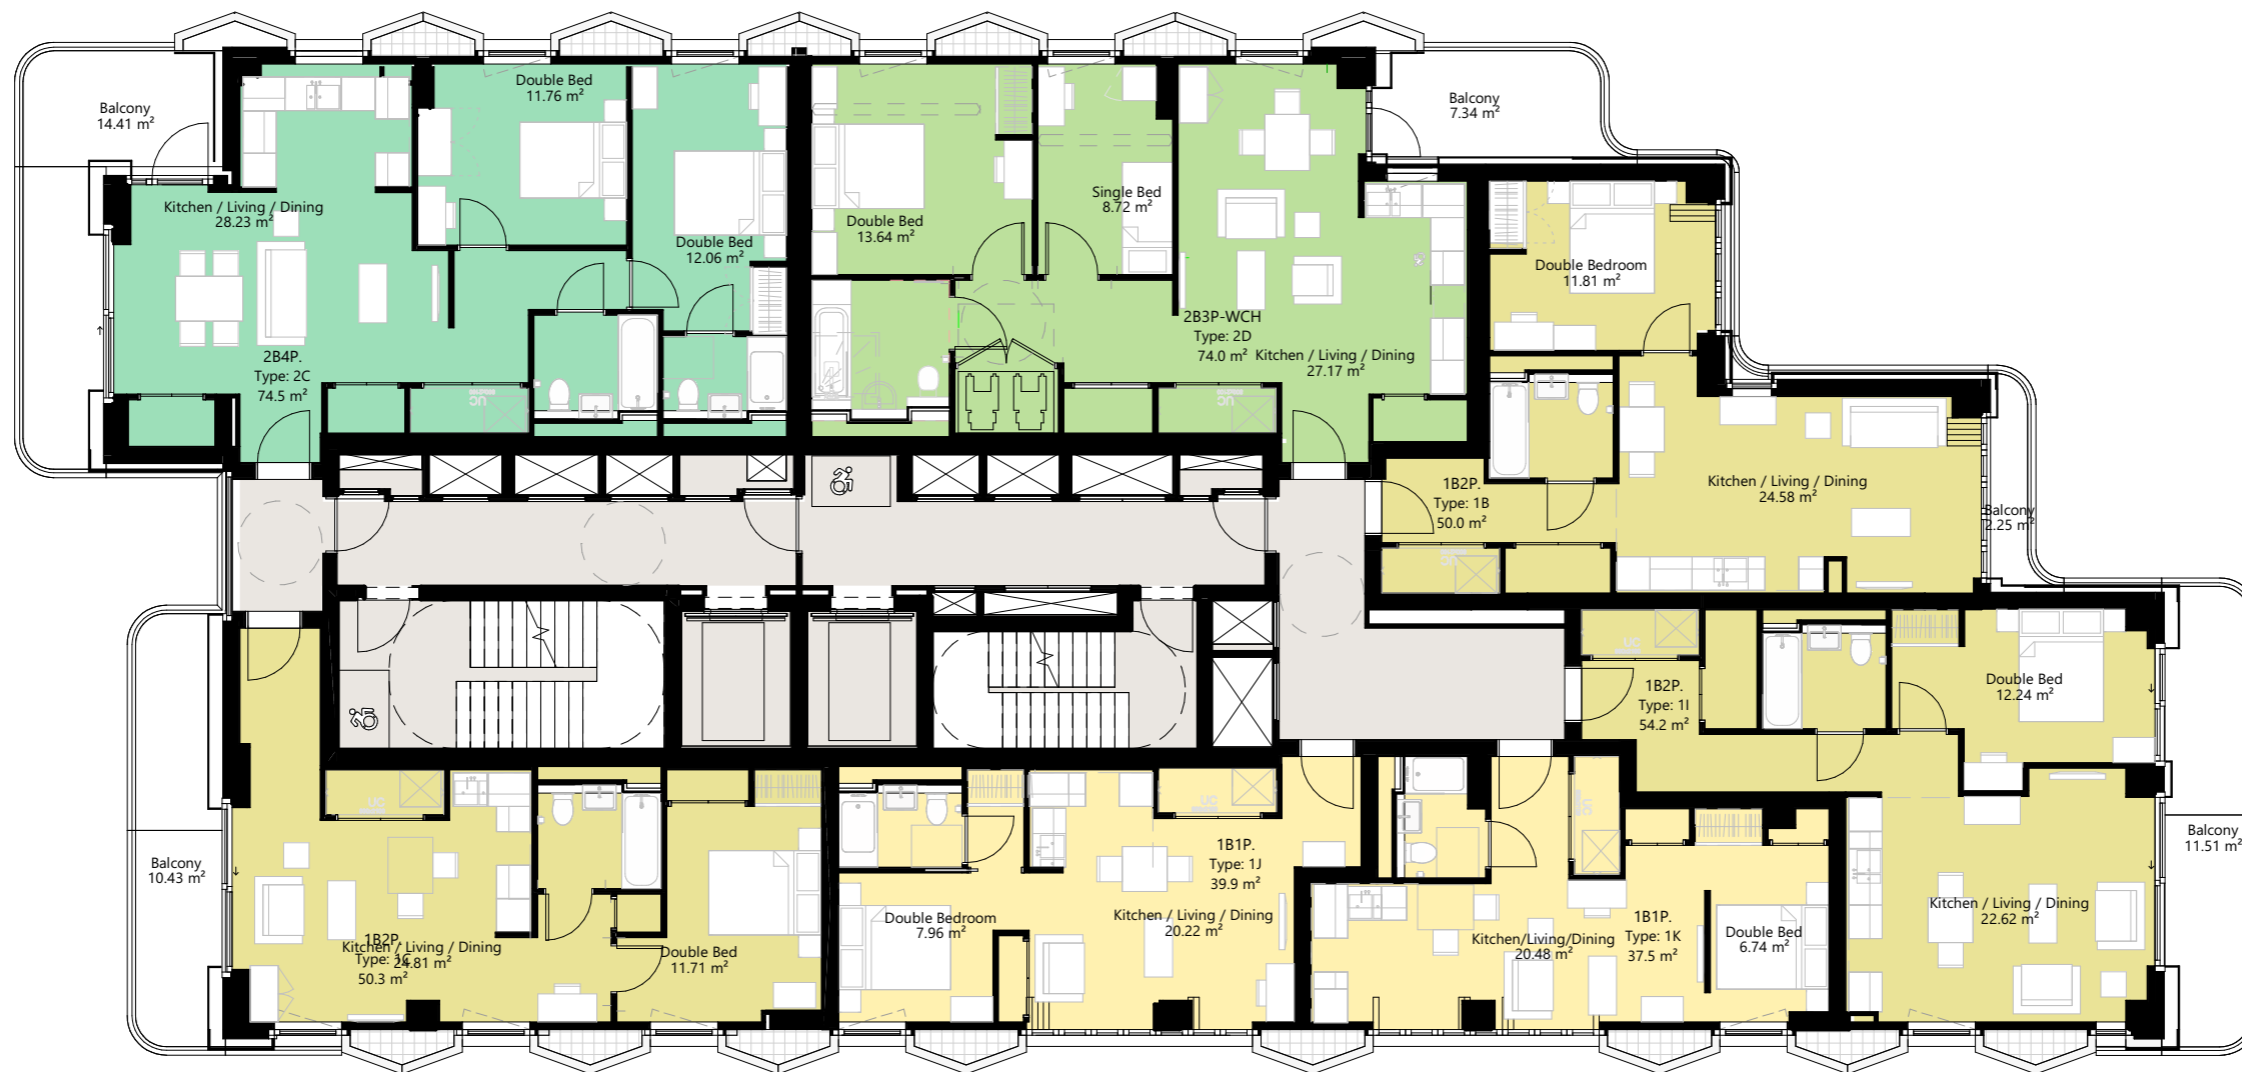 Balcony
14.41 m²
Double Bed
11.76 m²
Kitchen / Living / Dining
28.23 m²
Double Bed
12.06 m²
2B4P.
Type: 2C
74.5 m²
Double Bed
13.64 m²
Single Bed
8.72 m²
2B3P-WCH
Type: 2D
74.0 m²
Kitchen / Living / Dining
27.17 m²
Balcony
7.34 m²
Double Bedroom
11.81 m²
1B2P.
Type: 1B
50.0 m²
Kitchen / Living / Dining
24.58 m²
Balcony
2.25 m²
1B2P.
Type: 1I
54.2 m²
Double Bed
12.24 m²
Kitchen / Living / Dining
22.62 m²
Balcony
11.51 m²
Balcony
10.43 m²
1B2P.
Type: 1C
50.3 m²
Kitchen / Living / Dining
24.81 m²
Double Bed
11.71 m²
Double Bedroom
7.96 m²
1B1P.
Type: 1J
39.9 m²
Kitchen / Living / Dining
20.22 m²
Kitchen/Living/Dining
20.48 m²
1B1P.
Type: 1K
37.5 m²
Double Bed
6.74 m²